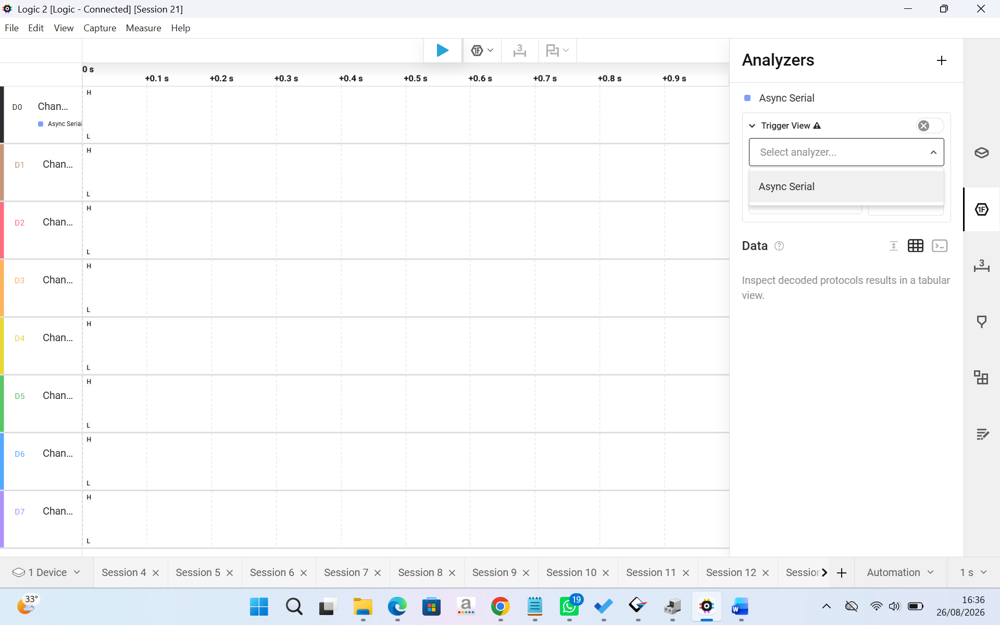 Logic 2 [Logic - Connected] [Session 21]
File Edit View Capture Measure Help
1F
3
Analyzers
0 s
+0.1 s +0.2 s +0.3 s +0.4 s +0.5 s +0.6 s +0.7 s +0.8 s +0.9 s
Async Serial
H
D0 Chan...
Async Serial
L
Trigger View
Select analyzer...
Async Serial
H
D1 Chan...
L
1F
H
D2 Chan...
L
Data ?
3
H
D3 Chan...
L
Inspect decoded protocols results in a tabular
view.
H
D4 Chan...
L
H
D5 Chan...
L
H
D6 Chan...
L
H
D7 Chan...
L
1 Device Session 4 Session 5 Session 6 Session 7 Session 8 Session 9 Session 10 Session 11 Session 12 Session Automation 1 s
33°
a
19
W
16:36
26/08/2026